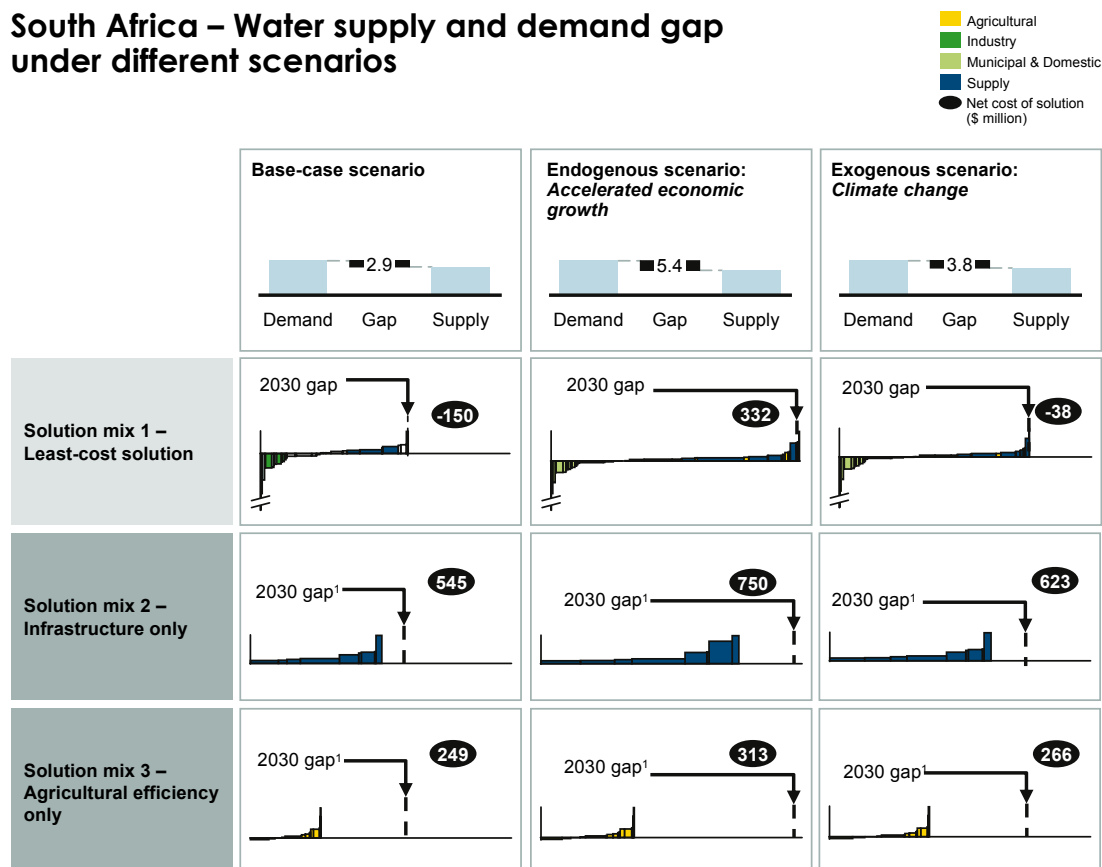 South Africa – Water supply and demand gap
under different scenarios
Agricultural
Industry
Municipal & Domestic
Supply
Net cost of solution
($ million)
Base-case scenario
2.9
Demand Gap Supply
Endogenous scenario:
Accelerated economic
growth
5.4
Demand Gap Supply
Exogenous scenario:
Climate change
3.8
Demand Gap Supply
Solution mix 1 –
Least-cost solution
2030 gap
-150
2030 gap
332
2030 gap
-38
Solution mix 2 –
Infrastructure only
2030 gap¹
545
2030 gap¹
750
2030 gap¹
623
Solution mix 3 –
Agricultural efficiency
only
2030 gap¹
249
2030 gap¹
313
2030 gap¹
266